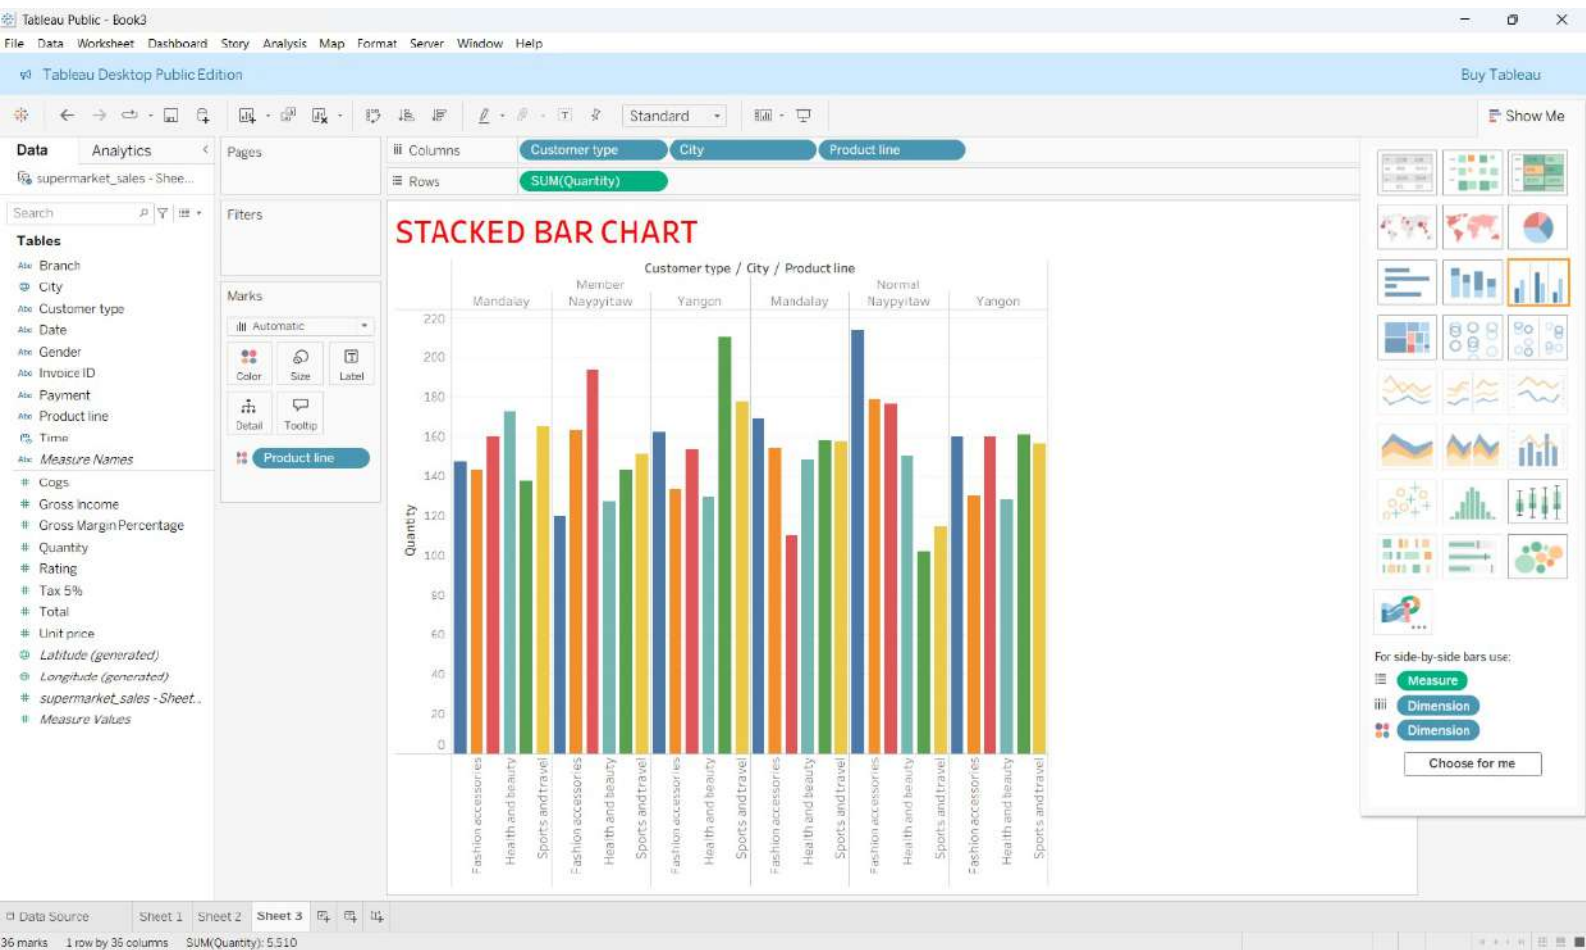 Tableau Public - Book3
File Data Worksheet Dashboard Story Analysis Map Format Server Window Help
Tableau Desktop Public Edition
Buy Tableau
Standard
Show Me
Data Analytics
supermarket_sales - Shee...
Search
Tables
Abc Branch
City
Abc Customer type
Abc Date
Abc Gender
Abc Invoice ID
Abc Payment
Abc Product line
Time
Abc Measure Names
# Cogs
# Gross Income
# Gross Margin Percentage
# Quantity
# Rating
# Tax 5%
# Total
# Unit price
Latitude (generated)
Longitude (generated)
# supermarket_sales - Sheet...
# Measure Values
Pages
Filters
Marks
Automatic
Color Size Label
Detail Tooltip
Product line
Columns Customer type City Product line
Rows SUM(Quantity)
STACKED BAR CHART
Customer type / City / Product line
Member Normal
Mandalay Naypyitaw Yangon Mandalay Naypyitaw Yangon
220
200
180
160
140
120
100
80
60
40
20
0
Quantity
Fashion accessories
Health and beauty
Sports and travel
Fashion accessories
Health and beauty
Sports and travel
Fashion accessories
Health and beauty
Sports and travel
Fashion accessories
Health and beauty
Sports and travel
Fashion accessories
Health and beauty
Sports and travel
Fashion accessories
Health and beauty
Sports and travel
For side-by-side bars use:
Measure
Dimension
Dimension
Choose for me
Data Source Sheet 1 Sheet 2 Sheet 3
36 marks 1 row by 36 columns SUM(Quantity): 5,510